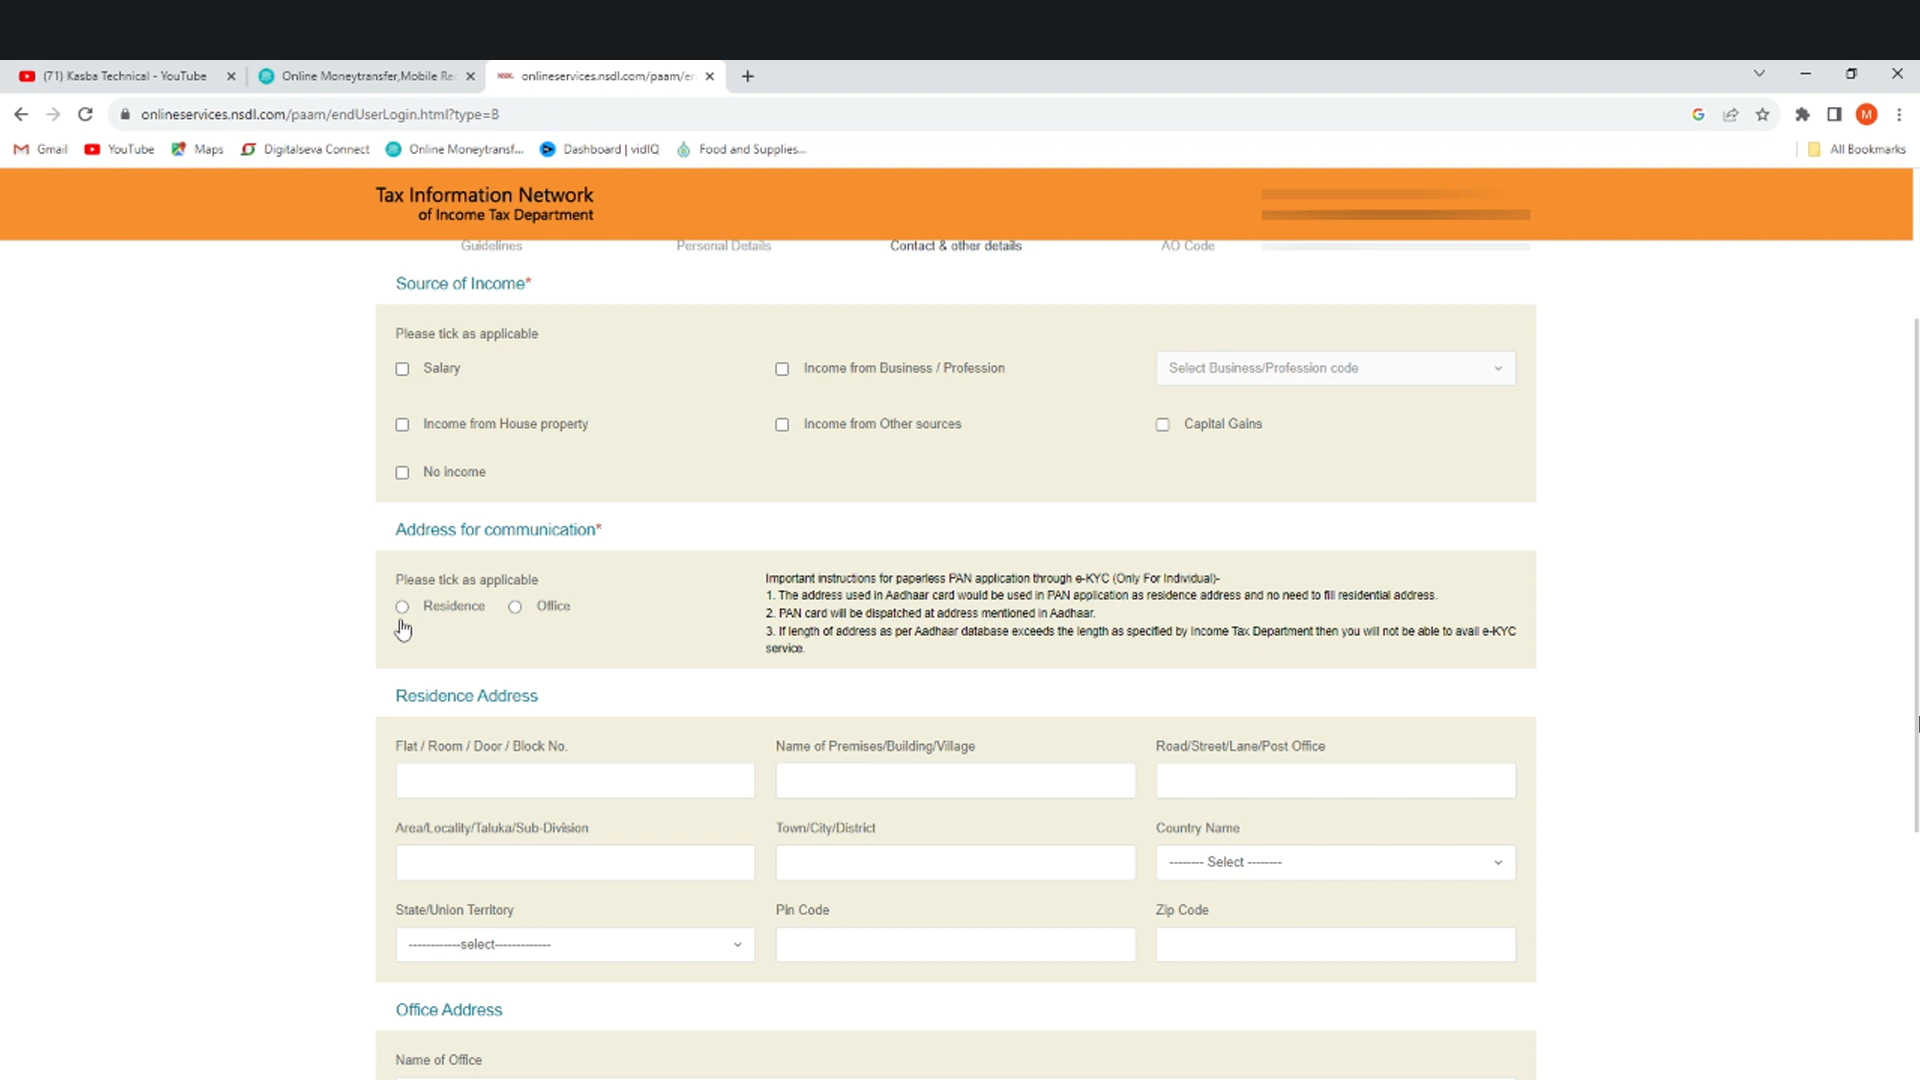 (71) Kasba Technical - YouTube
Online Moneytransfer,Mobile Re
NSDL onlineservices.nsdl.com/paam/en
onlineservices.nsdl.com/paam/endUserLogin.html?type=B
M
Gmail YouTube Maps Digitalseva Connect Online Moneytransf... Dashboard | vidIQ Food and Supplies... All Bookmarks
Tax Information Network
of Income Tax Department
Guidelines Personal Details Contact & other details AO Code
Source of Income*
Please tick as applicable
Salary Income from Business / Profession Select Business/Profession code
Income from House property Income from Other sources Capital Gains
No income
Address for communication*
Please tick as applicable
Residence Office
Important instructions for paperless PAN application through e-KYC (Only For Individual)-
1. The address used in Aadhaar card would be used in PAN application as residence address and no need to fill residential address.
2. PAN card will be dispatched at address mentioned in Aadhaar.
3. If length of address as per Aadhaar database exceeds the length as specified by Income Tax Department then you will not be able to avail e-KYC
service.
Residence Address
Flat / Room / Door / Block No. Name of Premises/Building/Village Road/Street/Lane/Post Office
Area/Locality/Taluka/Sub-Division Town/City/District Country Name
-------- Select --------
State/Union Territory Pin Code Zip Code
------------select-------------
Office Address
Name of Office